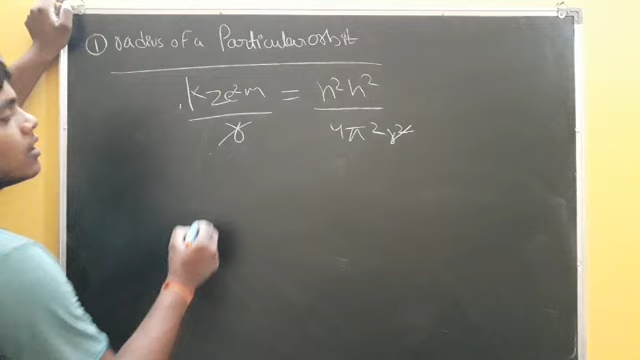 ① radius of a Particular orbit
KZe²m / r = n²h² / 4π²r²